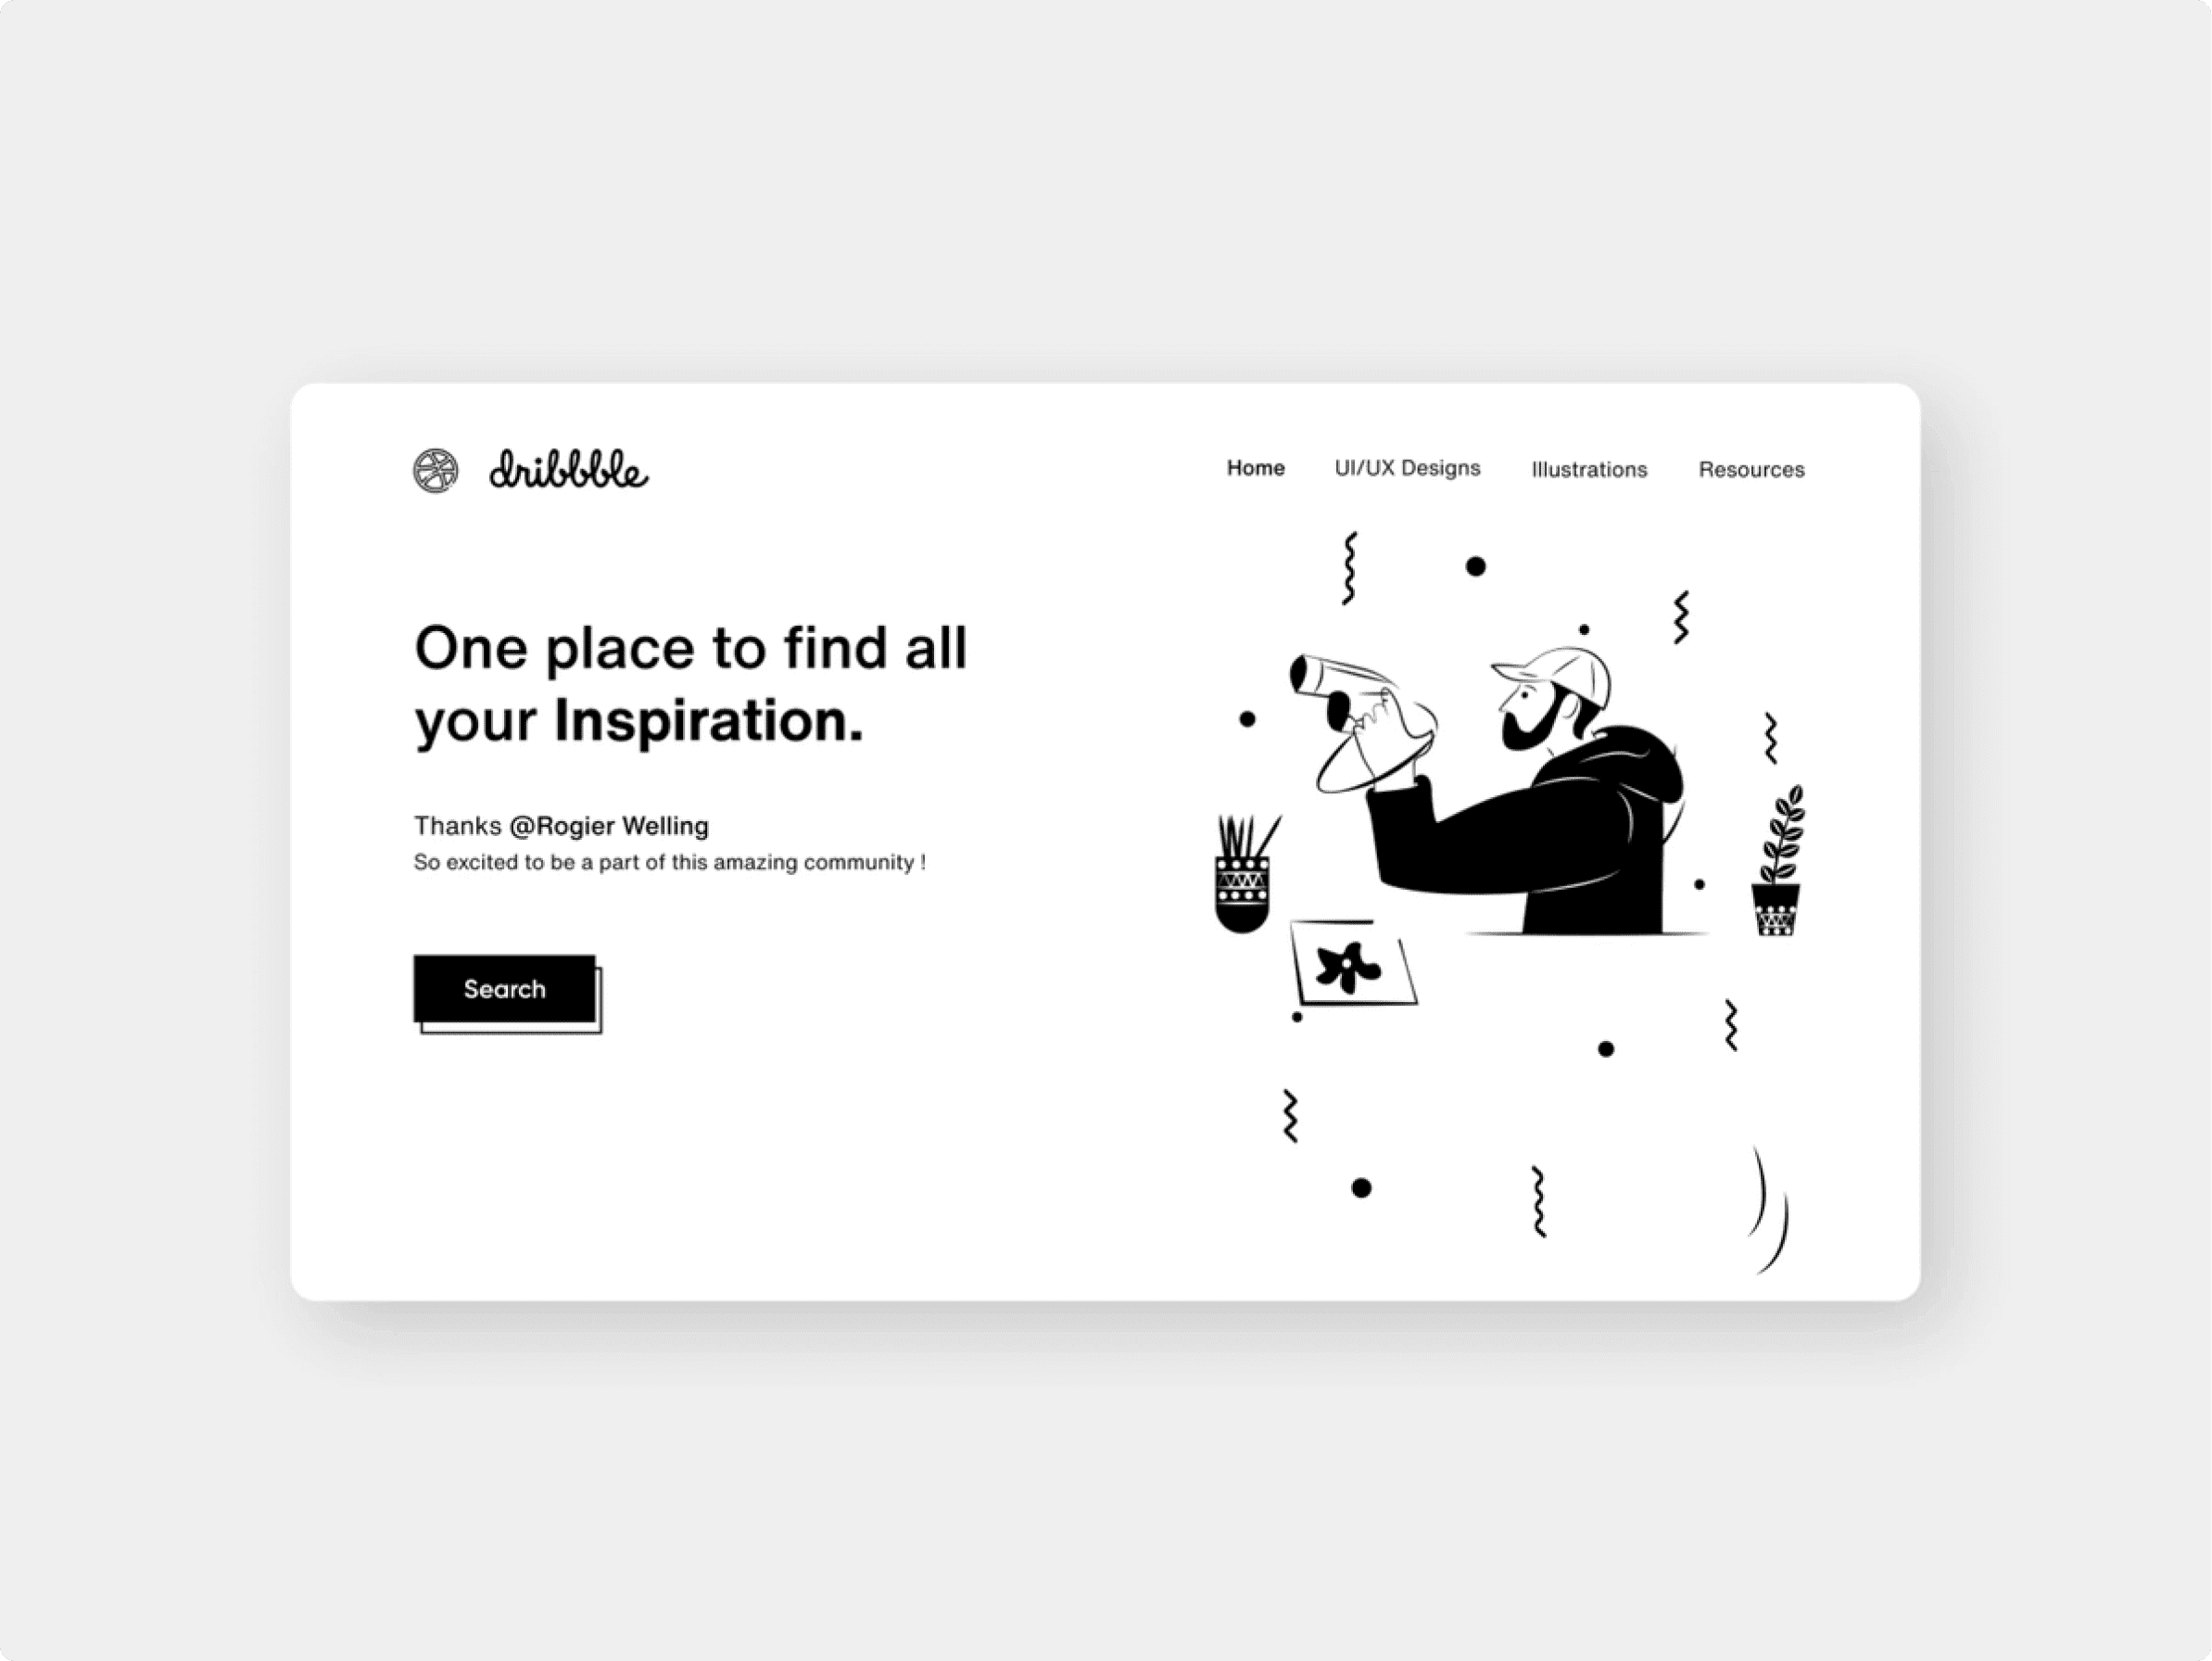 dribbble
Home UI/UX Designs Illustrations Resources
One place to find all
your Inspiration.
Thanks @Rogier Welling
So excited to be a part of this amazing community !
Search